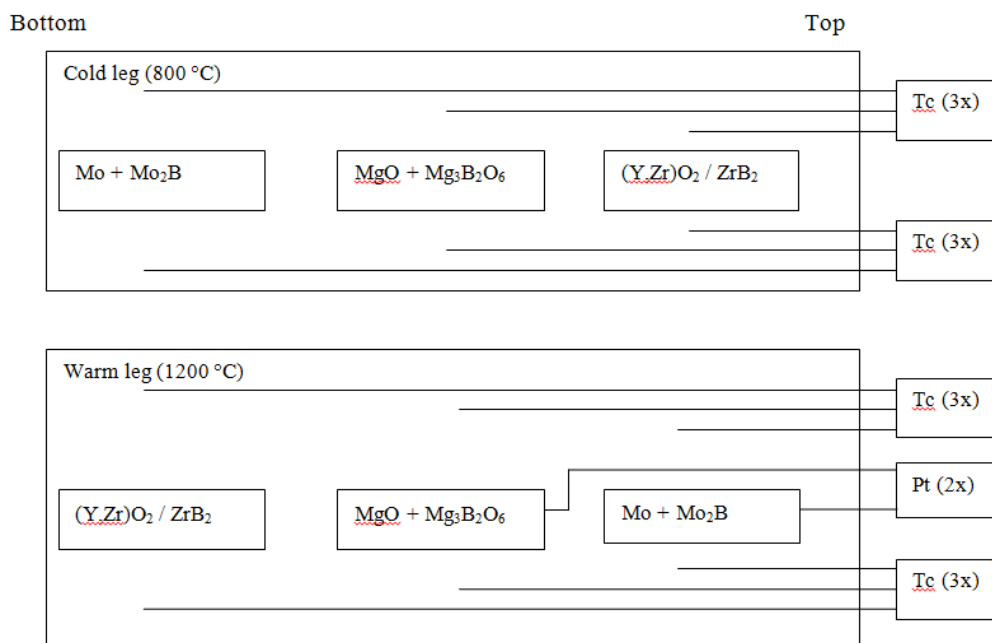 Bottom Top
Cold leg (800 °C)
Tc (3x)
Mo + Mo₂B MgO + Mg₃B₂O₆ (Y.Zr)O₂ / ZrB₂
Tc (3x)
Warm leg (1200 °C)
Tc (3x)
Pt (2x)
(Y.Zr)O₂ / ZrB₂ MgO + Mg₃B₂O₆ Mo + Mo₂B
Tc (3x)